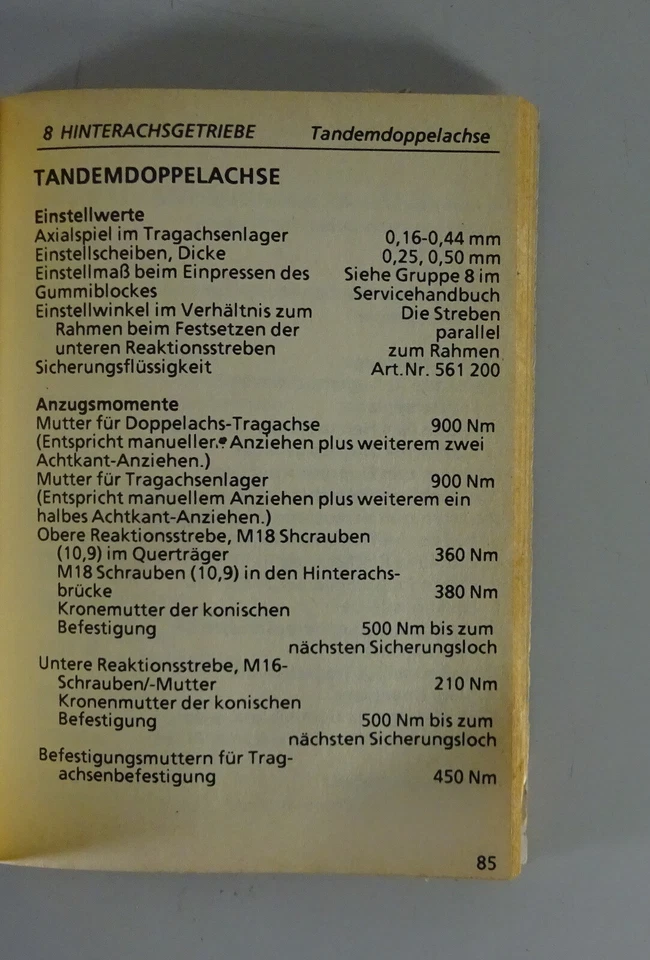 8 HINTERACHSGETRIEBE Tandemdoppelachse
TANDEMDOPPELACHSE
Einstellwerte
Axialspiel im Tragachsenlager 0,16-0,44 mm
Einstellscheiben, Dicke 0,25, 0,50 mm
Einstellmaß beim Einpressen des Siehe Gruppe 8 im
Gummiblockes Servicehandbuch
Einstellwinkel im Verhältnis zum Die Streben
Rahmen beim Festsetzen der parallel
unteren Reaktionsstreben zum Rahmen
Sicherungsflüssigkeit Art.Nr. 561 200
Anzugsmomente
Mutter für Doppelachs-Tragachse 900 Nm
(Entspricht manueller. Anziehen plus weiterem zwei
Achtkant-Anziehen.)
Mutter für Tragachsenlager 900 Nm
(Entspricht manuellem Anziehen plus weiterem ein
halbes Achtkant-Anziehen.)
Obere Reaktionsstrebe, M18 Shcrauben
(10,9) im Querträger 360 Nm
M18 Schrauben (10,9) in den Hinterachs-
brücke 380 Nm
Kronemutter der konischen
Befestigung 500 Nm bis zum
nächsten Sicherungsloch
Untere Reaktionsstrebe, M16-
Schrauben/-Mutter 210 Nm
Kronenmutter der konischen
Befestigung 500 Nm bis zum
nächsten Sicherungsloch
Befestigungsmuttern für Trag-
achsenbefestigung 450 Nm
85